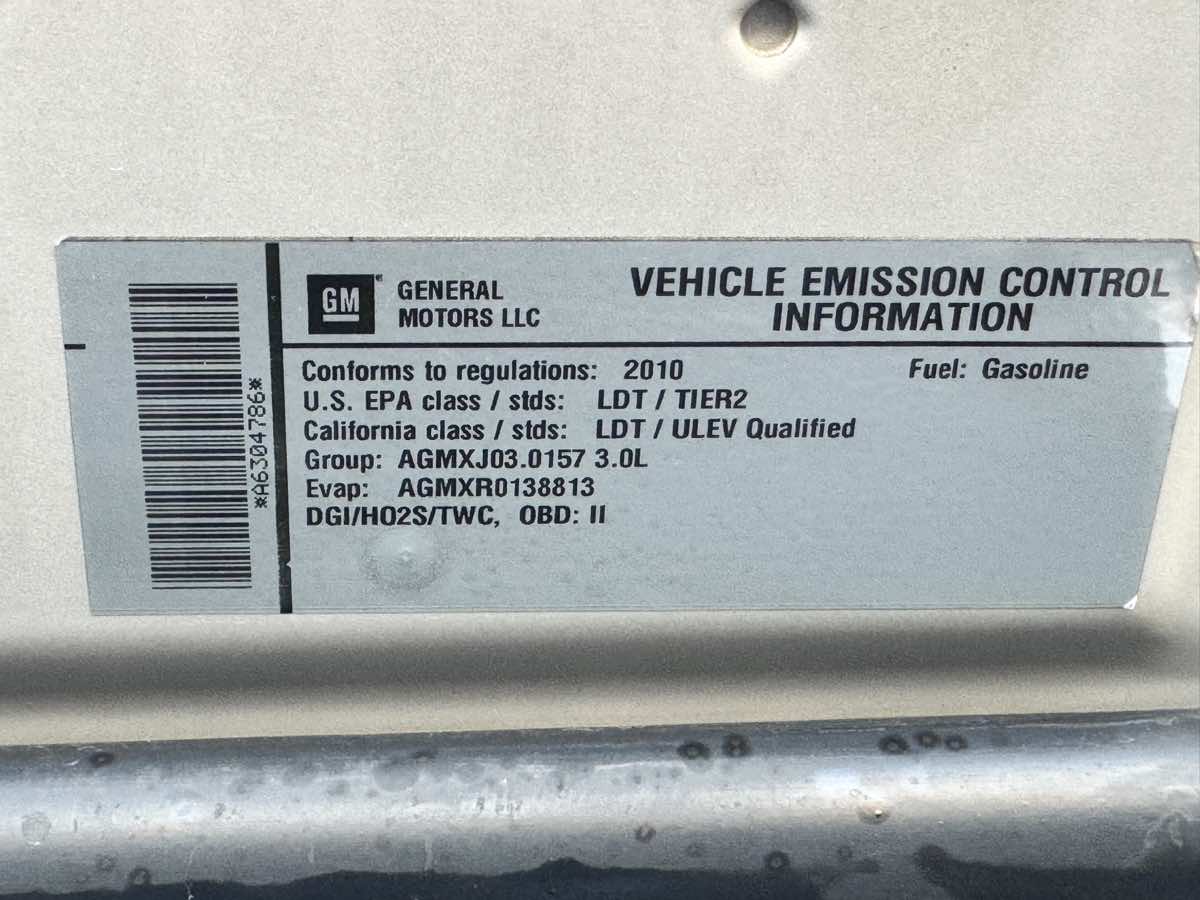 *A6304786*
GM
GENERAL
MOTORS LLC
VEHICLE EMISSION CONTROL
INFORMATION
Conforms to regulations: 2010 Fuel: Gasoline
U.S. EPA class / stds: LDT / TIER2
California class / stds: LDT / ULEV Qualified
Group: AGMXJ03.0157 3.0L
Evap: AGMXR0138813
DGI/HO2S/TWC, OBD: II